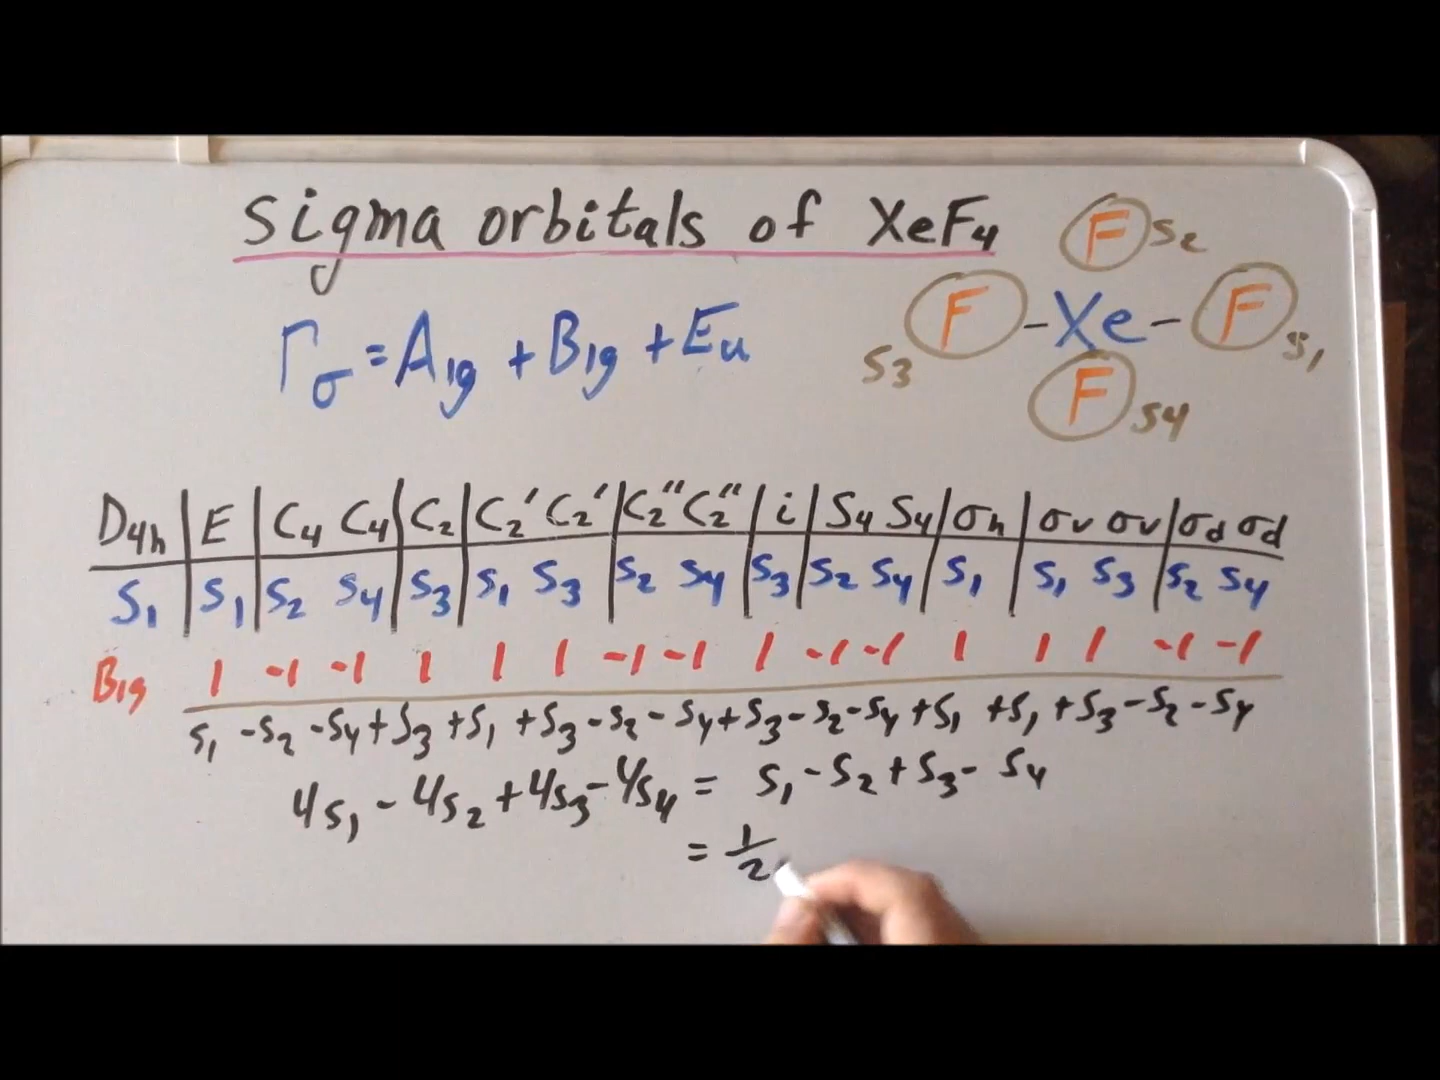 Sigma orbitals of XeF₄
F S₂
F - Xe - F
S₃ S₁
F S₄
Γσ = A₁g + B₁g + Eu
D₄h | E | C₄ C₄ | C₂ | C₂′ C₂′ | C₂″ C₂″ | i | S₄ S₄ | σh | σv σv | σd σd
S₁ | S₁ | S₂ S₄ | S₃ | S₁ S₃ | S₂ S₄ | S₃ | S₂ S₄ | S₁ | S₁ S₃ | S₂ S₄
B₁g 1 -1 -1 1 1 1 -1 -1 1 -1 -1 1 1 1 -1 -1
S₁ - S₂ - S₄ + S₃ + S₁ + S₃ - S₂ - S₄ + S₃ - S₂ - S₄ + S₁ + S₁ + S₃ - S₂ - S₄
4S₁ - 4S₂ + 4S₃ - 4S₄ = S₁ - S₂ + S₃ - S₄
= 1/2